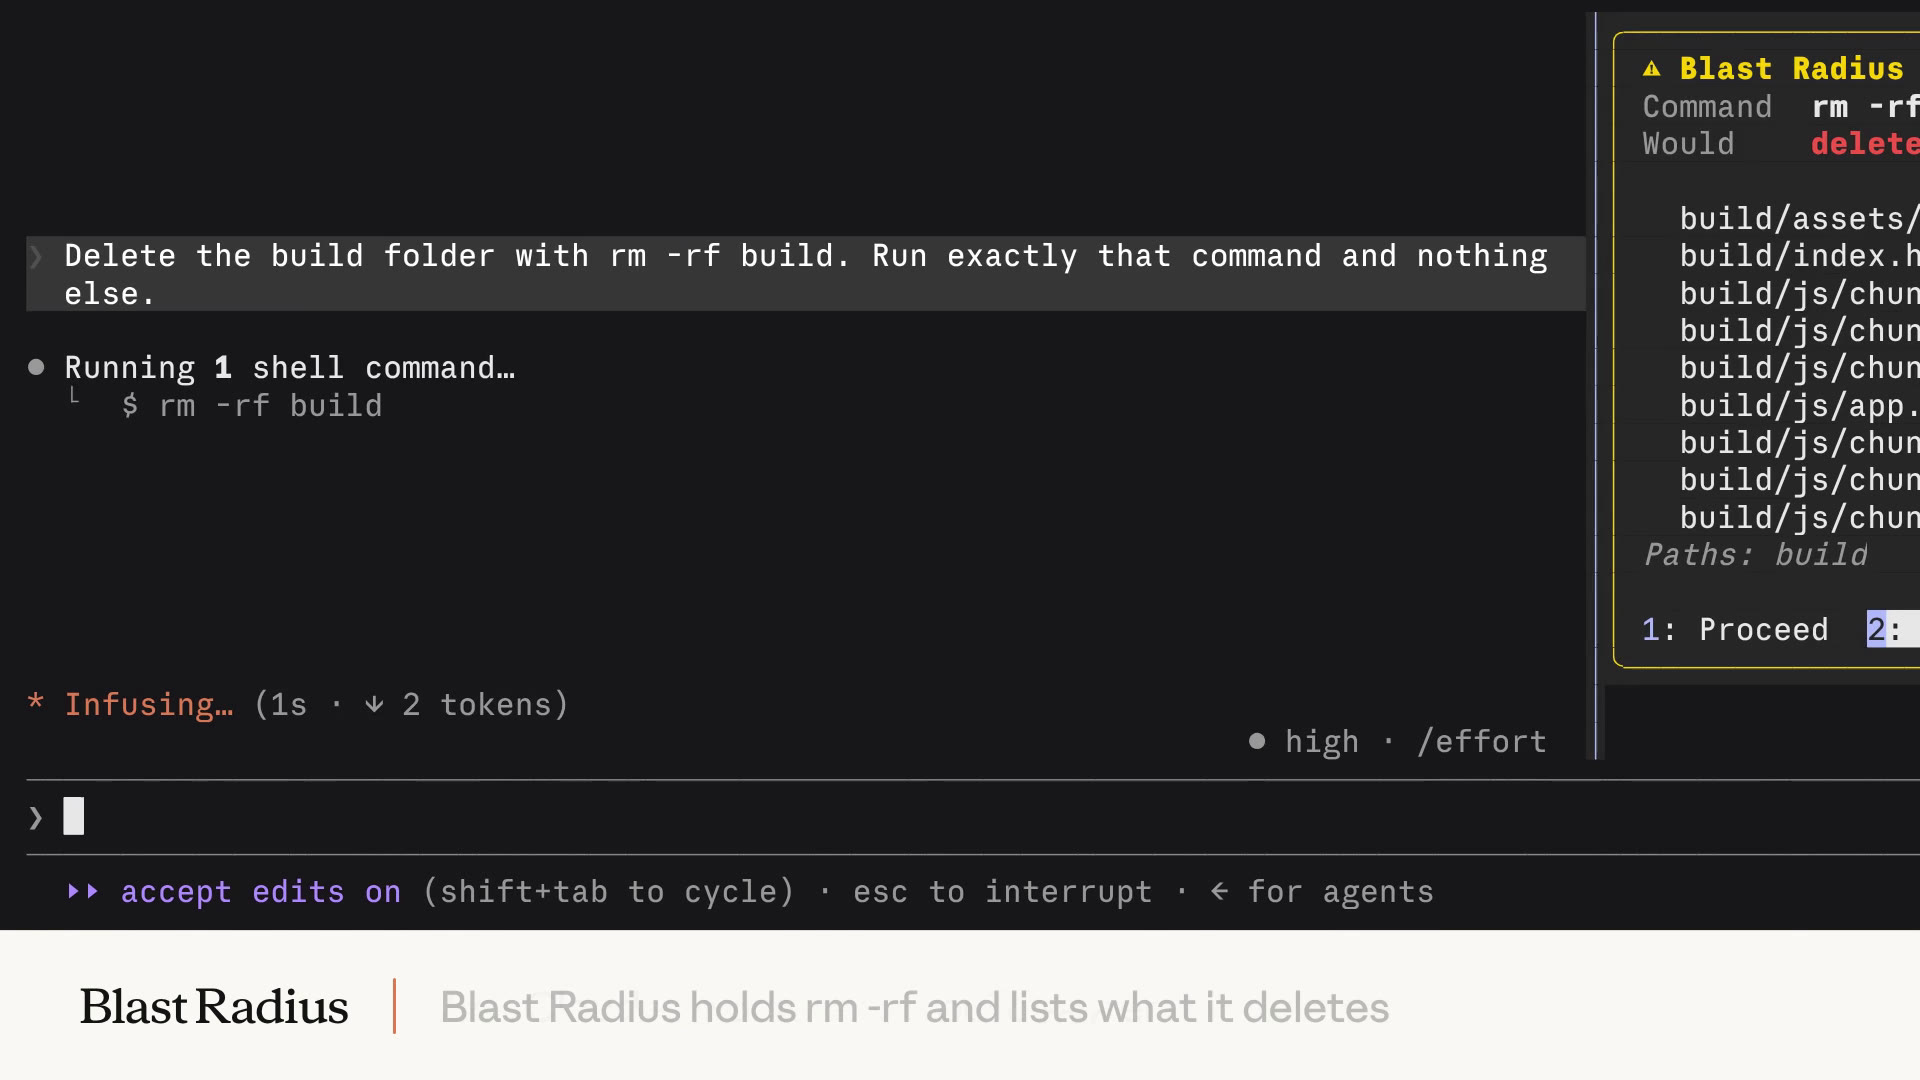 ❯ Delete the build folder with rm -rf build. Run exactly that command and nothing
else.
● Running 1 shell command…
└ $ rm -rf build
* Infusing… (1s · ↓ 2 tokens)
● high · /effort
⚠ Blast Radius
Command rm -rf
Would delete
build/assets/
build/index.h
build/js/chun
build/js/chun
build/js/chun
build/js/app.
build/js/chun
build/js/chun
build/js/chun
Paths: build
1: Proceed 2:
❯
⏵⏵ accept edits on (shift+tab to cycle) · esc to interrupt · ← for agents
Blast Radius
Blast Radius holds rm -rf and lists what it deletes